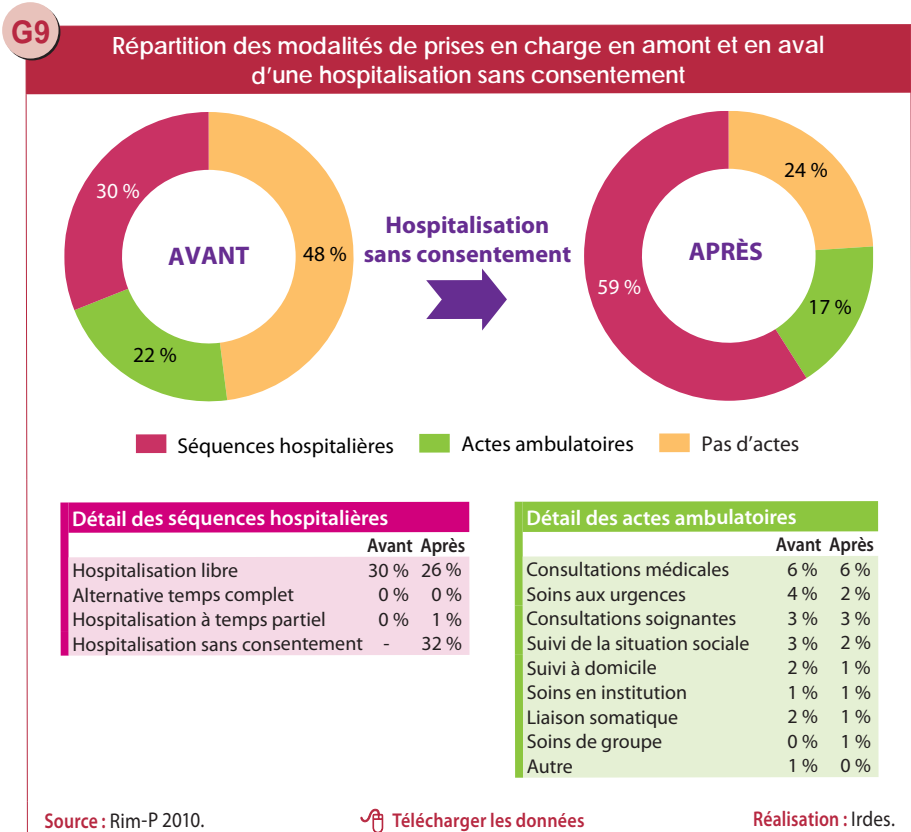 G9
Répartition des modalités de prises en charge en amont et en aval
d'une hospitalisation sans consentement
30 %
AVANT
48 %
22 %
Hospitalisation
sans consentement
24 %
APRÈS
59 %
17 %
Séquences hospitalières
Actes ambulatoires
Pas d'actes
Détail des séquences hospitalières
Avant Après
Hospitalisation libre 30 % 26 %
Alternative temps complet 0 % 0 %
Hospitalisation à temps partiel 0 % 1 %
Hospitalisation sans consentement - 32 %
Détail des actes ambulatoires
Avant Après
Consultations médicales 6 % 6 %
Soins aux urgences 4 % 2 %
Consultations soignantes 3 % 3 %
Suivi de la situation sociale 3 % 2 %
Suivi à domicile 2 % 1 %
Soins en institution 1 % 1 %
Liaison somatique 2 % 1 %
Soins de groupe 0 % 1 %
Autre 1 % 0 %
Source : Rim-P 2010.
Télécharger les données
Réalisation : Irdes.